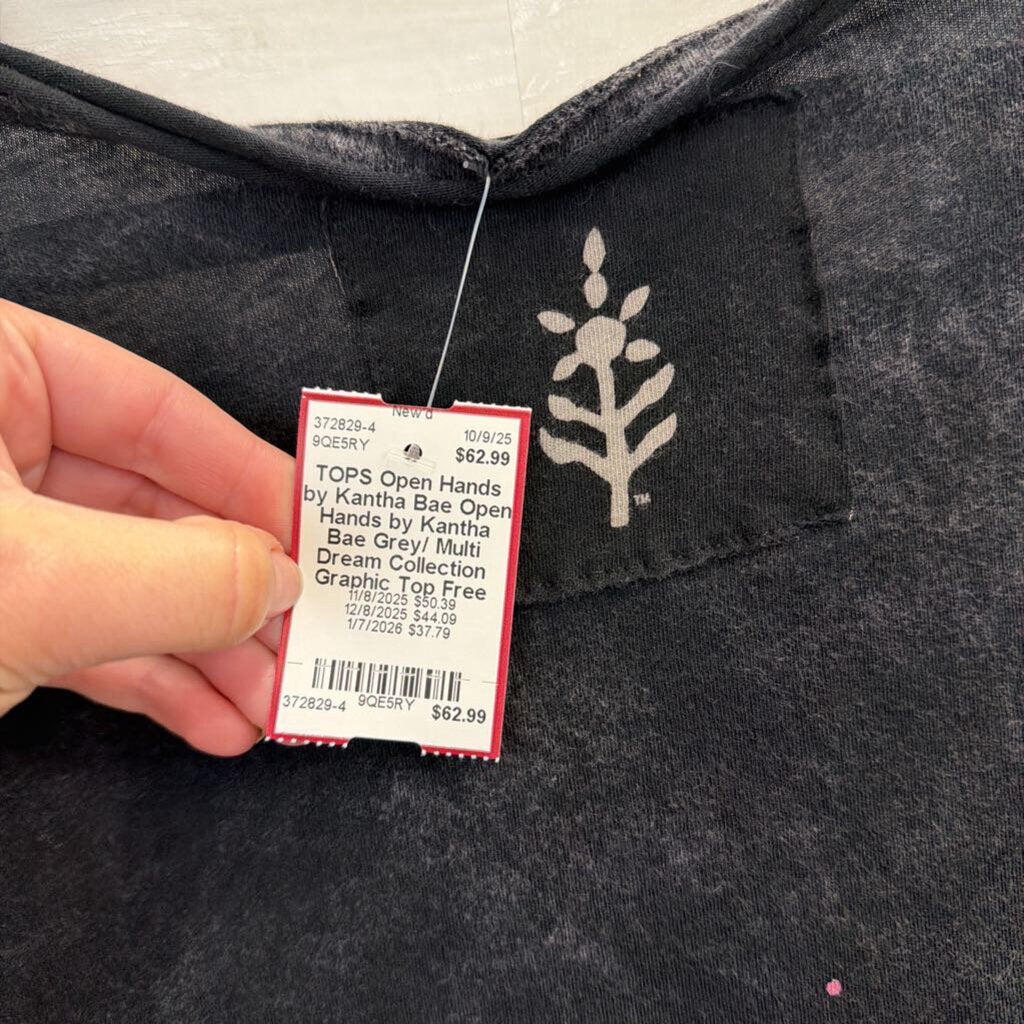 New'd
372829-4 10/9/25
9QE5RY $62.99
TOPS Open Hands
by Kantha Bae Open
Hands by Kantha
Bae Grey/ Multi
Dream Collection
Graphic Top Free
11/8/2025 $50.39
12/8/2025 $44.09
1/7/2026 $37.79
372829-4 9QE5RY $62.99
TM